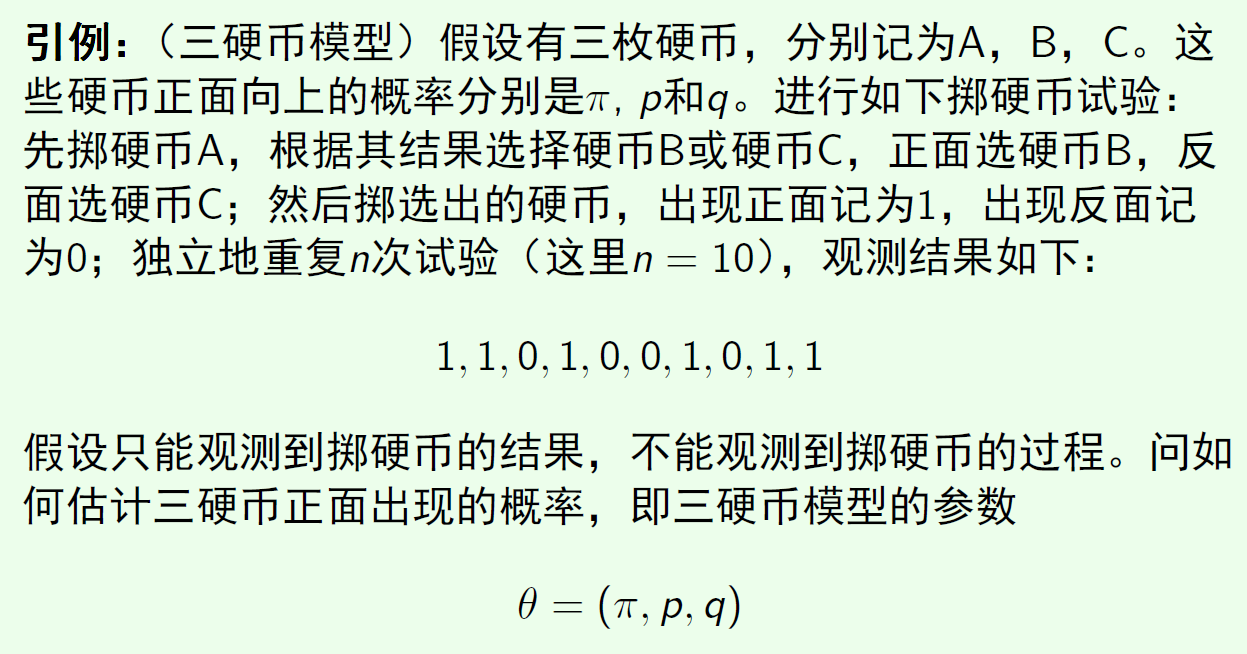 引例：（三硬币模型）假设有三枚硬币，分别记为A，B，C。这
些硬币正面向上的概率分别是π, p和q。进行如下掷硬币试验：
先掷硬币A，根据其结果选择硬币B或硬币C，正面选硬币B，反
面选硬币C；然后掷选出的硬币，出现正面记为1，出现反面记
为0；独立地重复n次试验（这里n = 10），观测结果如下：
1, 1, 0, 1, 0, 0, 1, 0, 1, 1
假设只能观测到掷硬币的结果，不能观测到掷硬币的过程。问如
何估计三硬币正面出现的概率，即三硬币模型的参数
θ = (π, p, q)